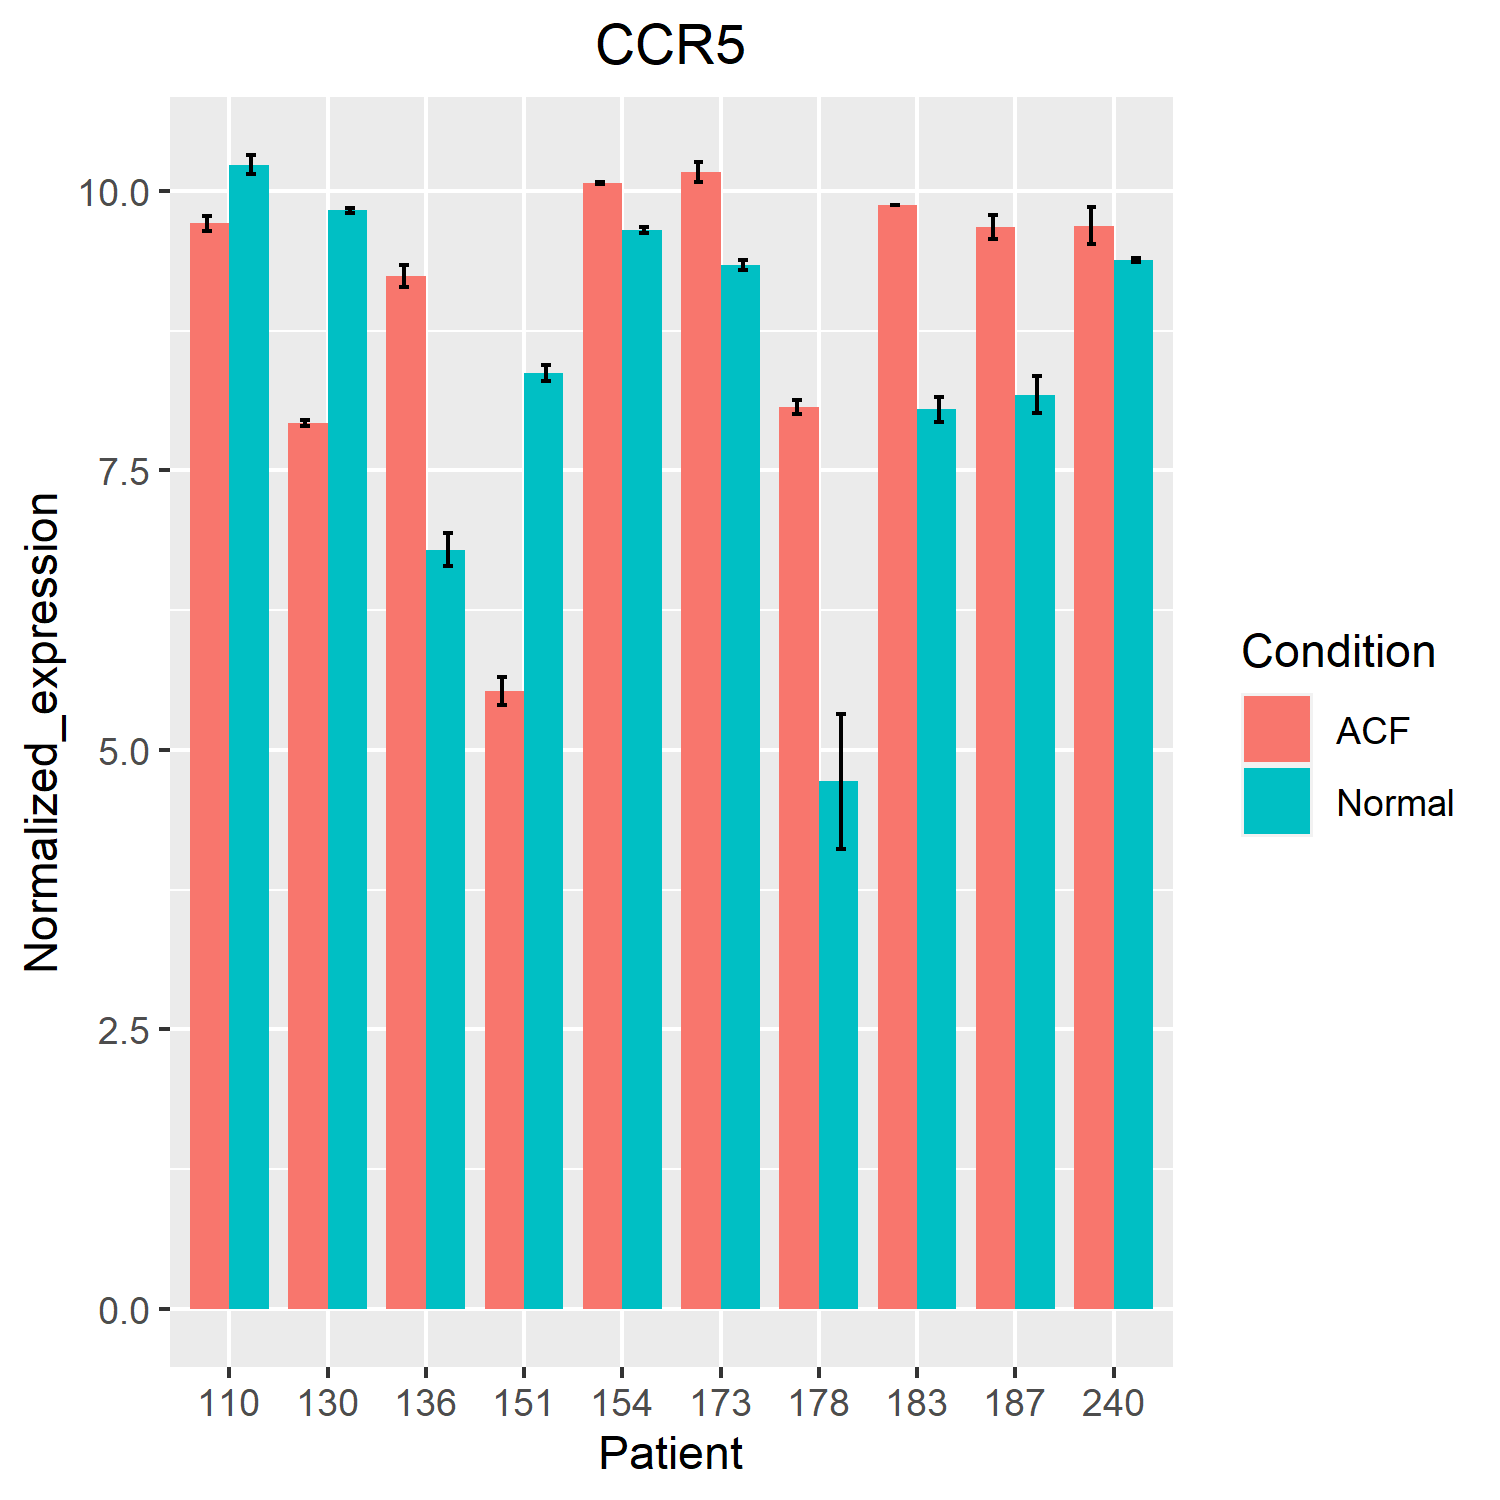 CCR5
Normalized_expression
10.0
7.5
5.0
2.5
0.0
110 130 136 151 154 173 178 183 187 240
Patient
Condition
ACF
Normal